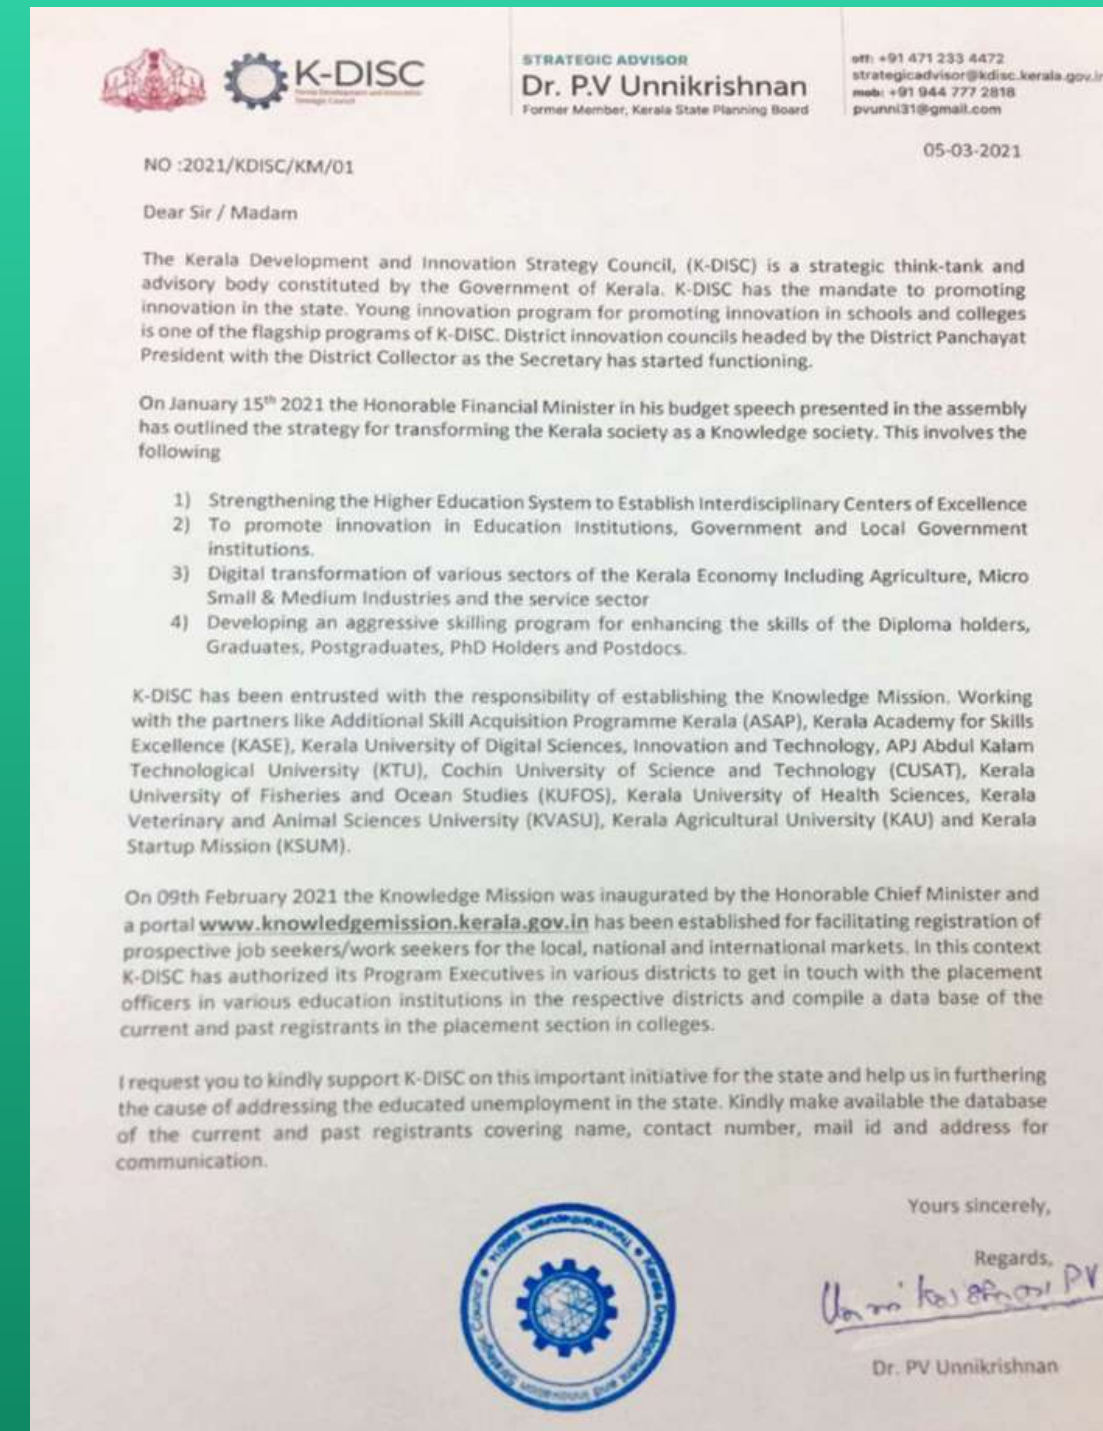 K-DISC
Kerala Development and Innovation
Strategic Council
STRATEGIC ADVISOR
Dr. P.V Unnikrishnan
Former Member, Kerala State Planning Board
off: +91 471 233 4472
strategicadvisor@kdisc.kerala.gov.in
mob: +91 944 777 2818
pvunni31@gmail.com
05-03-2021
NO :2021/KDISC/KM/01
Dear Sir / Madam
The Kerala Development and Innovation Strategy Council, (K-DISC) is a strategic think-tank and
advisory body constituted by the Government of Kerala. K-DISC has the mandate to promoting
innovation in the state. Young innovation program for promoting innovation in schools and colleges
is one of the flagship programs of K-DISC. District innovation councils headed by the District Panchayat
President with the District Collector as the Secretary has started functioning.
On January 15th 2021 the Honorable Financial Minister in his budget speech presented in the assembly
has outlined the strategy for transforming the Kerala society as a Knowledge society. This involves the
following
1) Strengthening the Higher Education System to Establish Interdisciplinary Centers of Excellence
2) To promote innovation in Education Institutions, Government and Local Government
institutions.
3) Digital transformation of various sectors of the Kerala Economy Including Agriculture, Micro
Small & Medium Industries and the service sector
4) Developing an aggressive skilling program for enhancing the skills of the Diploma holders,
Graduates, Postgraduates, PhD Holders and Postdocs.
K-DISC has been entrusted with the responsibility of establishing the Knowledge Mission. Working
with the partners like Additional Skill Acquisition Programme Kerala (ASAP), Kerala Academy for Skills
Excellence (KASE), Kerala University of Digital Sciences, Innovation and Technology, APJ Abdul Kalam
Technological University (KTU), Cochin University of Science and Technology (CUSAT), Kerala
University of Fisheries and Ocean Studies (KUFOS), Kerala University of Health Sciences, Kerala
Veterinary and Animal Sciences University (KVASU), Kerala Agricultural University (KAU) and Kerala
Startup Mission (KSUM).
On 09th February 2021 the Knowledge Mission was inaugurated by the Honorable Chief Minister and
a portal www.knowledgemission.kerala.gov.in has been established for facilitating registration of
prospective job seekers/work seekers for the local, national and international markets. In this context
K-DISC has authorized its Program Executives in various districts to get in touch with the placement
officers in various education institutions in the respective districts and compile a data base of the
current and past registrants in the placement section in colleges.
I request you to kindly support K-DISC on this important initiative for the state and help us in furthering
the cause of addressing the educated unemployment in the state. Kindly make available the database
of the current and past registrants covering name, contact number, mail id and address for
communication.
Yours sincerely,
Regards,
PV
Dr. PV Unnikrishnan
Kerala Development and Innovation Strategic Council
Thiruvananthapuram